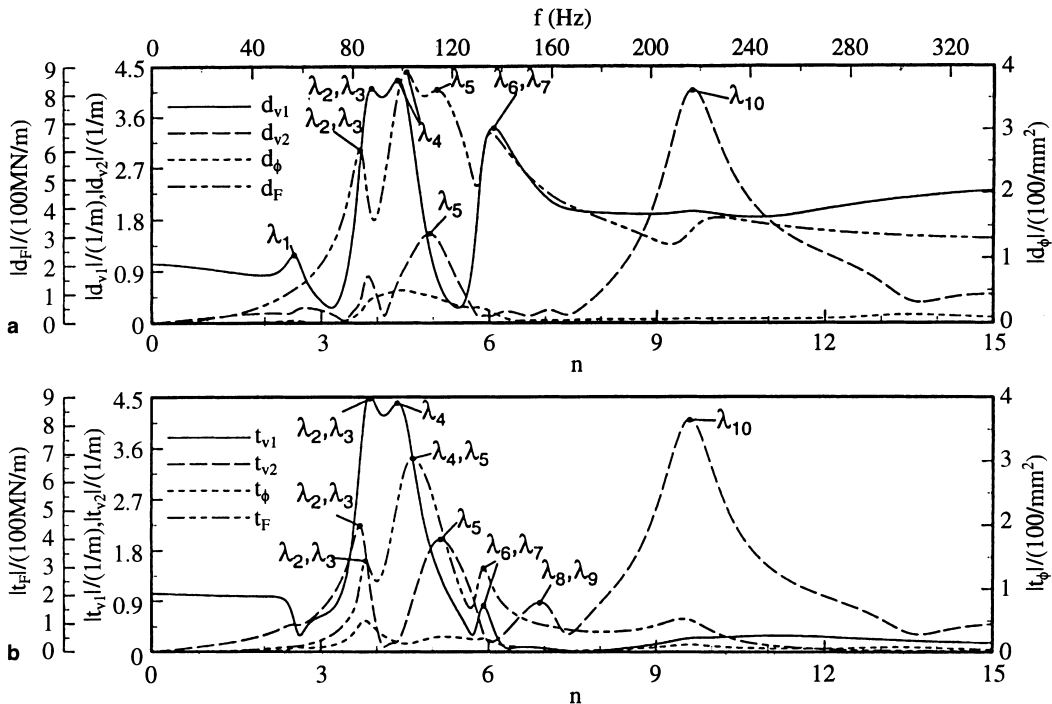 f (Hz)
0 40 80 120 160 200 240 280 320
|d_F|/(100MN/m)
9
8
7
6
5
4
3
2
1
0
|d_v1|/(1/m),|d_v2|/(1/m)
4.5
3.6
2.7
1.8
0.9
0
d_v1
d_v2
d_ϕ
d_F
λ1
λ2,λ3
λ2,λ3
λ4
λ5
λ5
λ6,λ7
λ10
4
3
2
1
0
|d_ϕ|/(100/mm²)
a
0 3 6 9 12 15
n
|t_F|/(100MN/m)
9
8
7
6
5
4
3
2
1
0
|t_v1|/(1/m),|t_v2|/(1/m)
4.5
3.6
2.7
1.8
0.9
0
t_v1
t_v2
t_ϕ
t_F
λ2,λ3
λ4
λ4,λ5
λ2,λ3
λ2,λ3
λ5
λ6,λ7
λ8,λ9
λ10
4
3
2
1
0
|t_ϕ|/(100/mm²)
b
0 3 6 9 12 15
n